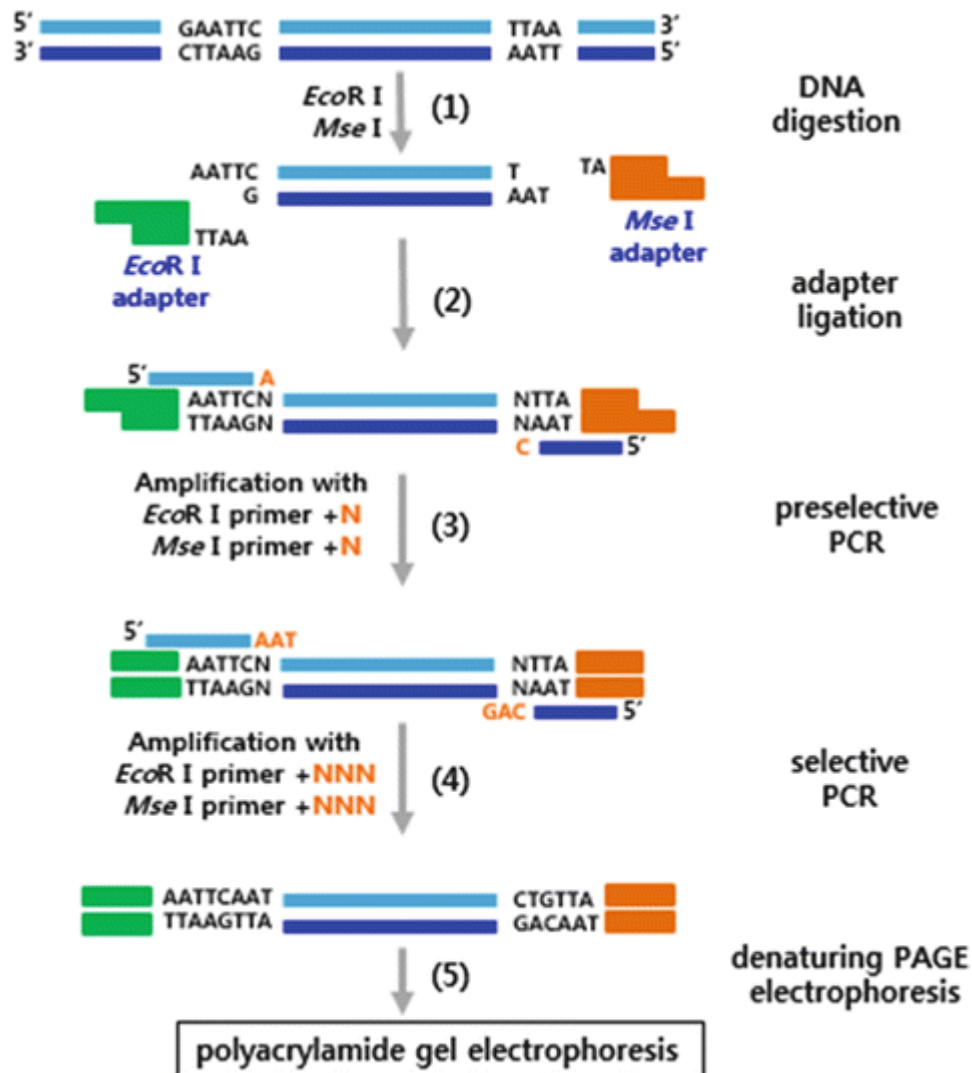 5′ GAATTC TTAA 3′
3′ CTTAAG AATT 5′
EcoR I
Mse I
(1)
DNA
digestion
AATTC T
G AAT
TA
TTAA
EcoR I
adapter
Mse I
adapter
(2)
adapter
ligation
5′ A
AATTCN NTTA
TTAAGN NAAT
C 5′
Amplification with
EcoR I primer +N
Mse I primer +N
(3)
preselective
PCR
5′ AAT
AATTCN NTTA
TTAAGN NAAT
GAC 5′
Amplification with
EcoR I primer +NNN
Mse I primer +NNN
(4)
selective
PCR
AATTCAAT CTGTTA
TTAAGTTA GACAAT
(5)
denaturing PAGE
electrophoresis
polyacrylamide gel electrophoresis